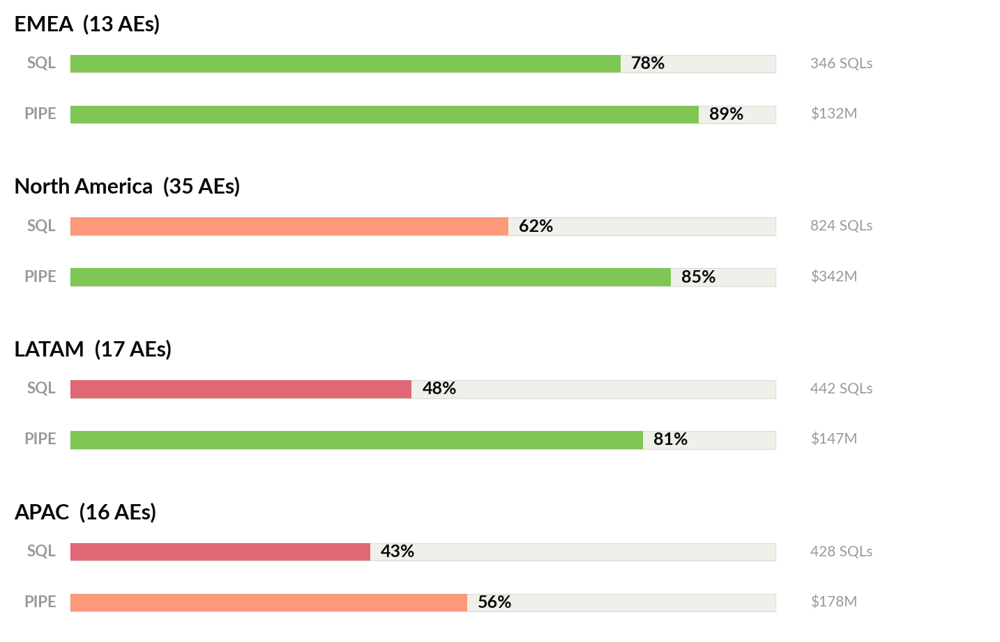 EMEA (13 AEs)
SQL 78% 346 SQLs
PIPE 89% $132M
North America (35 AEs)
SQL 62% 824 SQLs
PIPE 85% $342M
LATAM (17 AEs)
SQL 48% 442 SQLs
PIPE 81% $147M
APAC (16 AEs)
SQL 43% 428 SQLs
PIPE 56% $178M